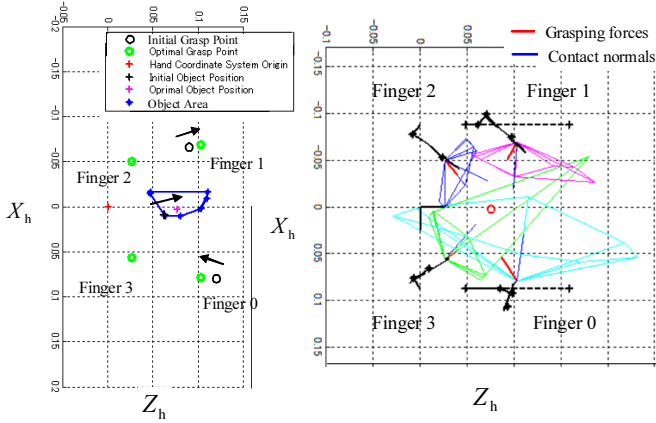 -0.05
0
0.05
0.1
0.15
-0.2
-0.15
-0.1
-0.05
0
0.05
0.1
0.15
0.2
Initial Grasp Point
Optimal Grasp Point
Hand Coordinate System Origin
Initial Object Position
Oprimal Object Position
Object Area
Finger 1
Finger 2
Finger 3
Finger 0
Xh
Zh
Grasping forces
Contact normals
-0.15
-0.1
-0.05
0
0.05
0.1
0.15
Finger 2
Finger 1
Finger 3
Finger 0
Xh
Zh
-0.05
0
0.05
0.1